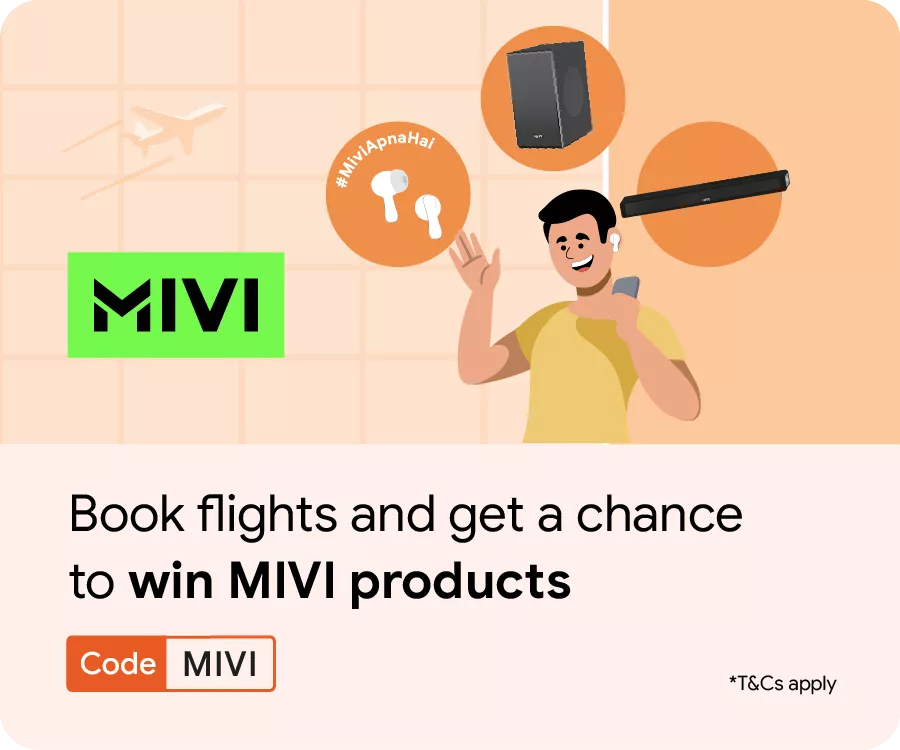 #MiviApnaHai
MIVI
Book flights and get a chance
to win MIVI products
Code MIVI
*T&Cs apply